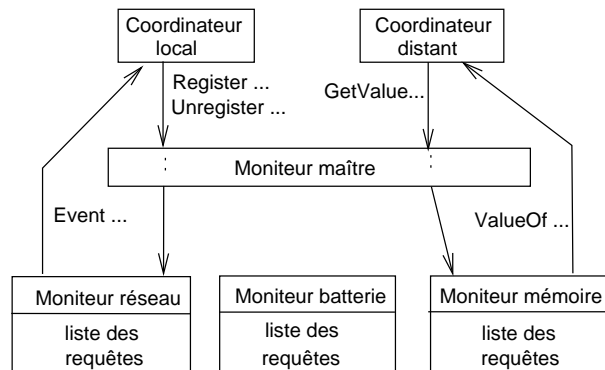 Coordinateur
local
Coordinateur
distant
Register ...
Unregister ...
GetValue...
Moniteur maître
Event ...
ValueOf ...
Moniteur réseau
liste des
requêtes
Moniteur batterie
liste des
requêtes
Moniteur mémoire
liste des
requêtes